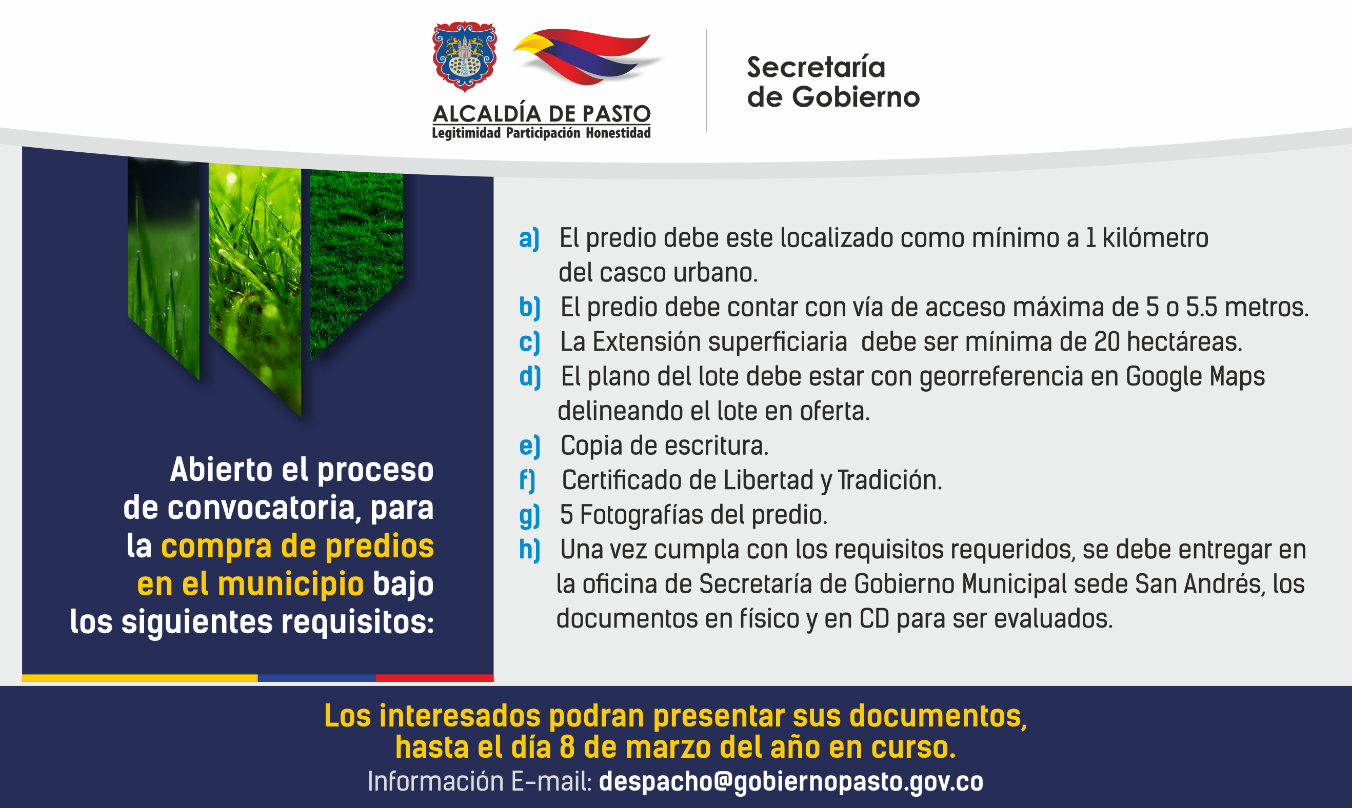 ALCALDÍA DE PASTO
Legitimidad Participación Honestidad
Secretaría
de Gobierno
Abierto el proceso
de convocatoria, para
la compra de predios
en el municipio bajo
los siguientes requisitos:
a) El predio debe este localizado como mínimo a 1 kilómetro
del casco urbano.
b) El predio debe contar con vía de acceso máxima de 5 o 5.5 metros.
c) La Extensión superficiaria debe ser mínima de 20 hectáreas.
d) El plano del lote debe estar con georreferencia en Google Maps
delineando el lote en oferta.
e) Copia de escritura.
f) Certificado de Libertad y Tradición.
g) 5 Fotografías del predio.
h) Una vez cumpla con los requisitos requeridos, se debe entregar en
la oficina de Secretaría de Gobierno Municipal sede San Andrés, los
documentos en físico y en CD para ser evaluados.
Los interesados podran presentar sus documentos,
hasta el día 8 de marzo del año en curso.
Información E-mail: despacho@gobiernopasto.gov.co